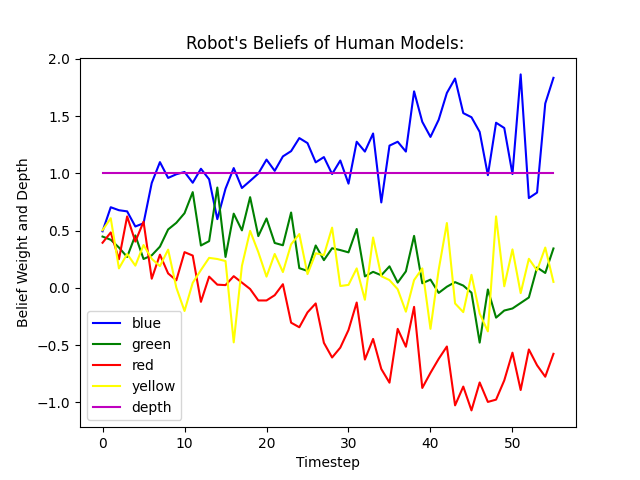 Robot's Beliefs of Human Models:
Belief Weight and Depth
2.0
1.5
1.0
0.5
0.0
−0.5
−1.0
blue
green
red
yellow
depth
0 10 20 30 40 50
Timestep